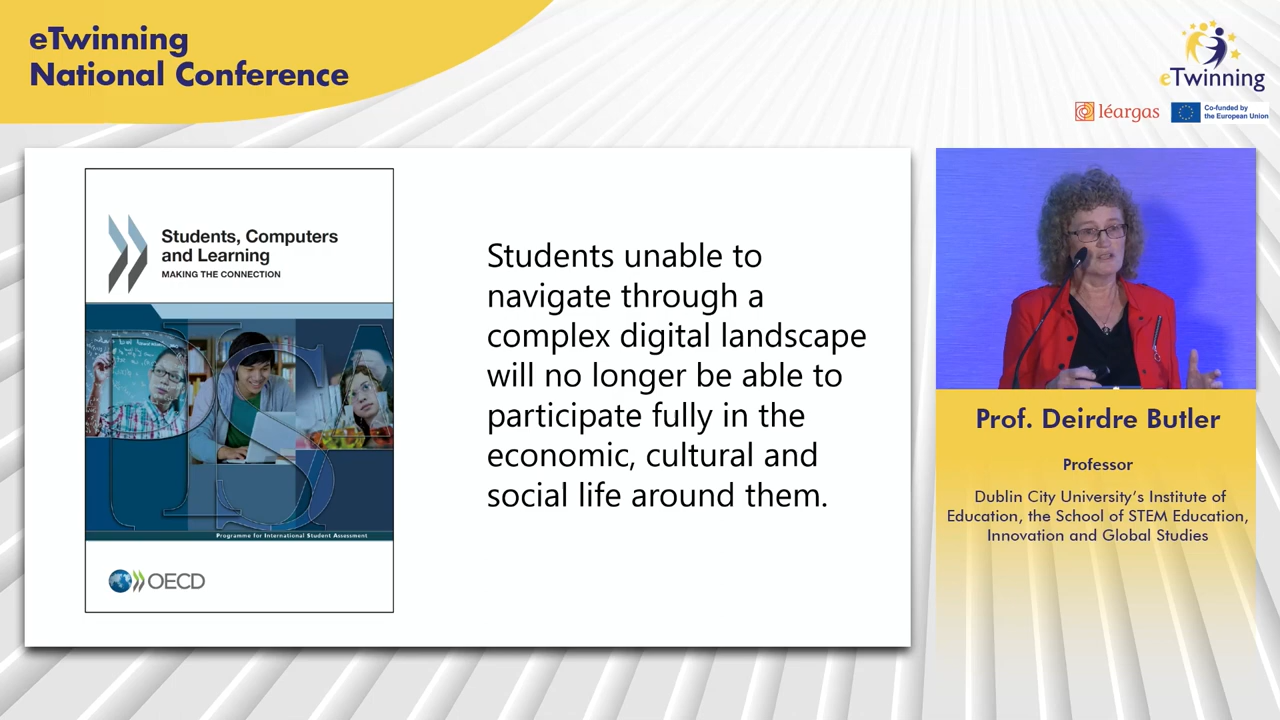 eTwinning
National Conference
eTwinning
léargas
Co-funded by
the European Union
Students, Computers
and Learning
MAKING THE CONNECTION
PISA
Programme for International Student Assessment
OECD
Students unable to
navigate through a
complex digital landscape
will no longer be able to
participate fully in the
economic, cultural and
social life around them.
Prof. Deirdre Butler
Professor
Dublin City University’s Institute of
Education, the School of STEM Education,
Innovation and Global Studies